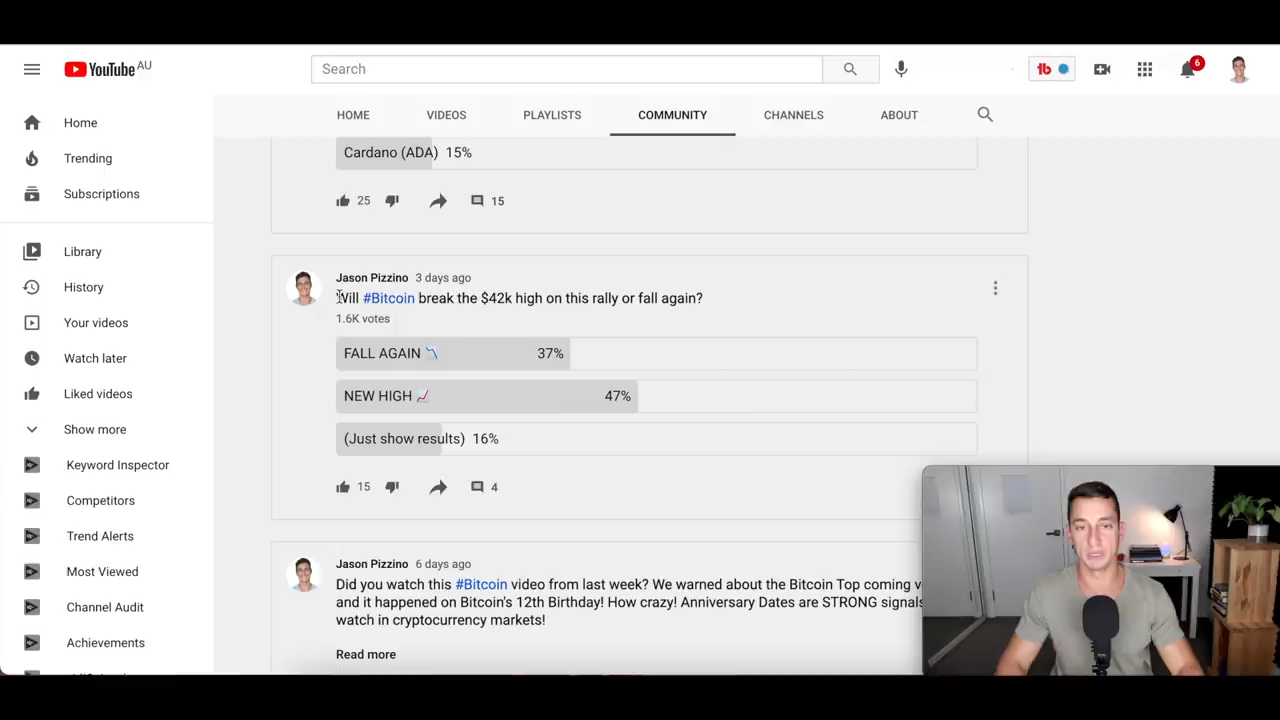 YouTube AU
Search
tb
6
HOME VIDEOS PLAYLISTS COMMUNITY CHANNELS ABOUT
Home
Trending
Subscriptions
Library
History
Your videos
Watch later
Liked videos
Show more
Keyword Inspector
Competitors
Trend Alerts
Most Viewed
Channel Audit
Achievements
Cardano (ADA) 15%
25 15
Jason Pizzino 3 days ago
Will #Bitcoin break the $42k high on this rally or fall again?
1.6K votes
FALL AGAIN 📉 37%
NEW HIGH 📈 47%
(Just show results) 16%
15 4
Jason Pizzino 6 days ago
Did you watch this #Bitcoin video from last week? We warned about the Bitcoin Top coming
and it happened on Bitcoin's 12th Birthday! How crazy! Anniversary Dates are STRONG signals
watch in cryptocurrency markets!
Read more